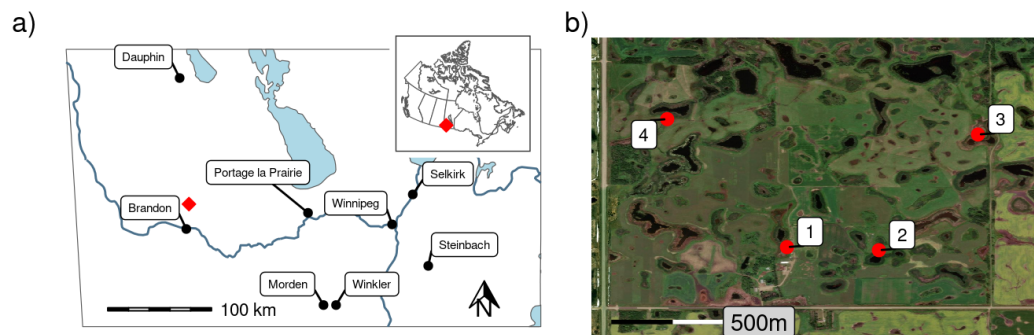 a)
Dauphin
Portage la Prairie
Selkirk
Brandon
Winnipeg
Steinbach
Morden
Winkler
100 km
b)
4
3
1
2
500m